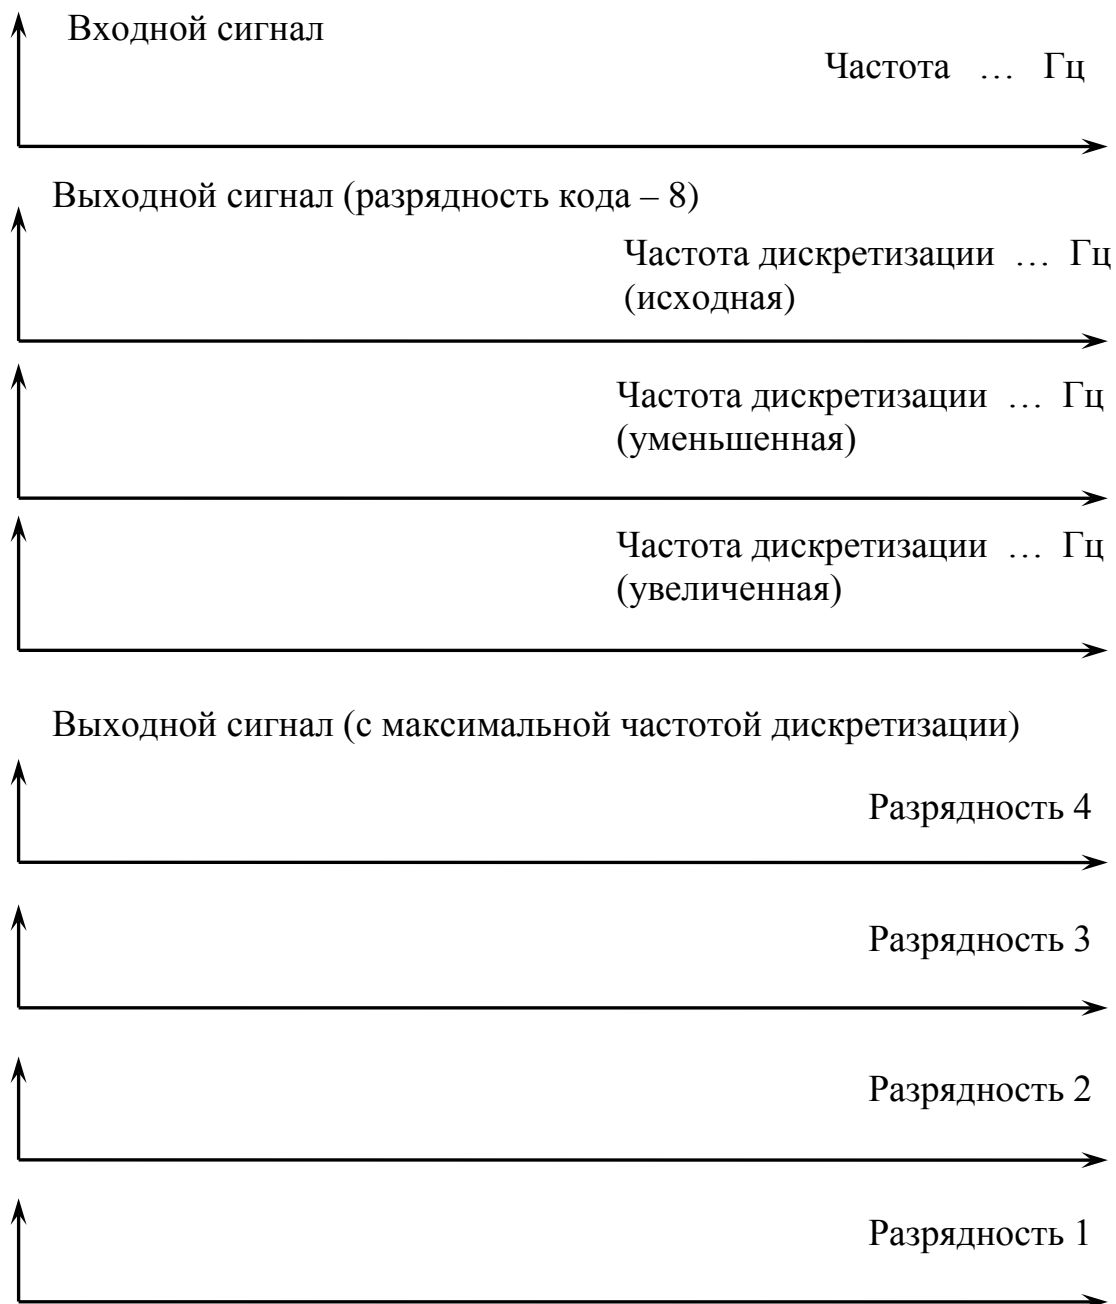 Входной сигнал
Частота … Гц
Выходной сигнал (разрядность кода – 8)
Частота дискретизации … Гц
(исходная)
Частота дискретизации … Гц
(уменьшенная)
Частота дискретизации … Гц
(увеличенная)
Выходной сигнал (с максимальной частотой дискретизации)
Разрядность 4
Разрядность 3
Разрядность 2
Разрядность 1